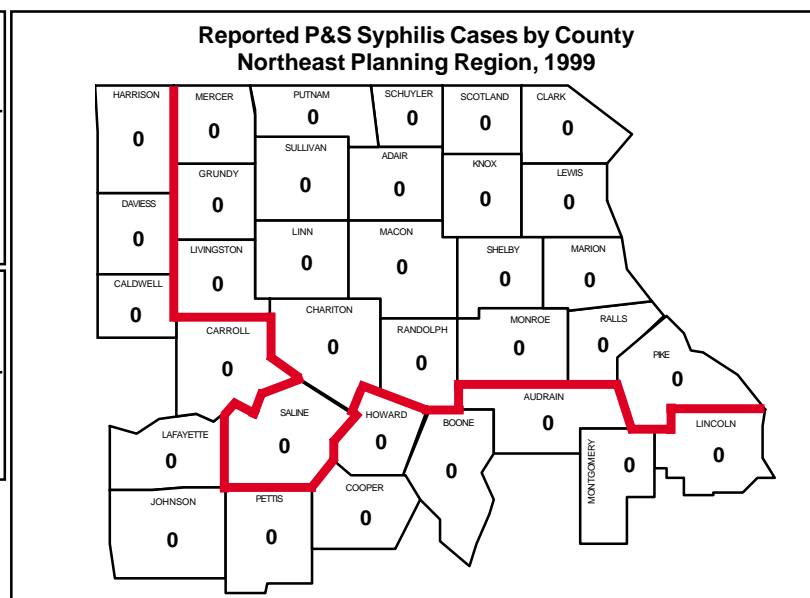 Reported P&S Syphilis Cases by County
Northeast Planning Region, 1999
HARRISON
0
MERCER
0
PUTNAM
0
SCHUYLER
0
SCOTLAND
0
CLARK
0
SULLIVAN
0
ADAIR
0
KNOX
0
LEWIS
0
GRUNDY
0
DAVIESS
0
LINN
0
MACON
0
LIVINGSTON
0
SHELBY
0
MARION
0
CALDWELL
0
CHARITON
0
CARROLL
0
RANDOLPH
0
MONROE
0
RALLS
0
PIKE
0
SALINE
0
HOWARD
0
BOONE
0
AUDRAIN
0
LINCOLN
0
LAFAYETTE
0
MONTGOMERY
0
JOHNSON
0
PETTIS
0
COOPER
0